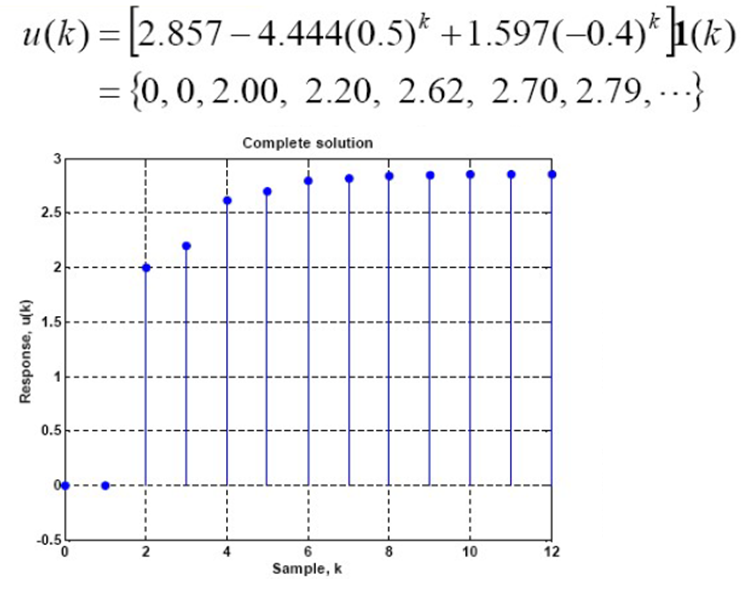 u(k) = [2.857 − 4.444(0.5)^k + 1.597(−0.4)^k]1(k)
= {0, 0, 2.00, 2.20, 2.62, 2.70, 2.79, ⋯}
Complete solution
3
2.5
2
1.5
1
0.5
0
-0.5
Response, u(k)
0 2 4 6 8 10 12
Sample, k